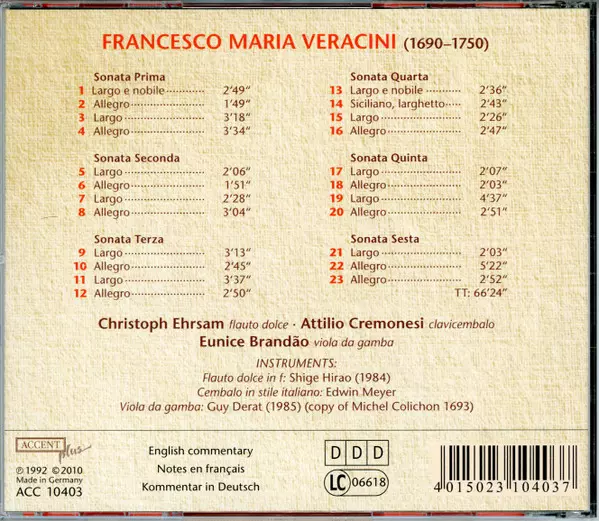 FRANCESCO MARIA VERACINI (1690–1750)
Sonata Prima
1 Largo e nobile 2’49”
2 Allegro 1’49”
3 Largo 3’18”
4 Allegro 3’34”
Sonata Seconda
5 Largo 2’06”
6 Allegro 1’51”
7 Largo 2’28”
8 Allegro 3’04”
Sonata Terza
9 Largo 3’13”
10 Allegro 2’45”
11 Largo 3’37”
12 Allegro 2’50”
Sonata Quarta
13 Largo e nobile 2’36”
14 Siciliano, larghetto 2’43”
15 Largo 2’26”
16 Allegro 2’47”
Sonata Quinta
17 Largo 2’07”
18 Allegro 2’03”
19 Largo 4’37”
20 Allegro 2’51”
Sonata Sesta
21 Largo 2’03”
22 Allegro 5’22”
23 Allegro 2’52”
TT: 66’24”
Christoph Ehrsam flauto dolce · Attilio Cremonesi clavicembalo
Eunice Brandão viola da gamba
INSTRUMENTS:
Flauto dolce in f: Shige Hirao (1984)
Cembalo in stile italiano: Edwin Meyer
Viola da gamba: Guy Derat (1985) (copy of Michel Colichon 1693)
ACCENT
plus
℗ 1992 © 2010
Made in Germany
ACC 10403
English commentary
Notes en français
Kommentar in Deutsch
D D D
LC 06618
4 015023 104037